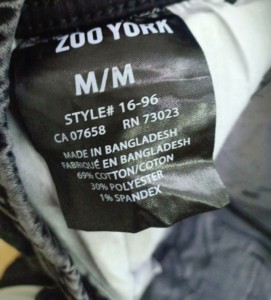 ZOO YORK
M/M
STYLE# 16-96
CA 07658 RN 73023
MADE IN BANGLADESH
FABRIQUÉ EN BANGLADESH
69% COTTON/COTON
30% POLYESTER
1% SPANDEX